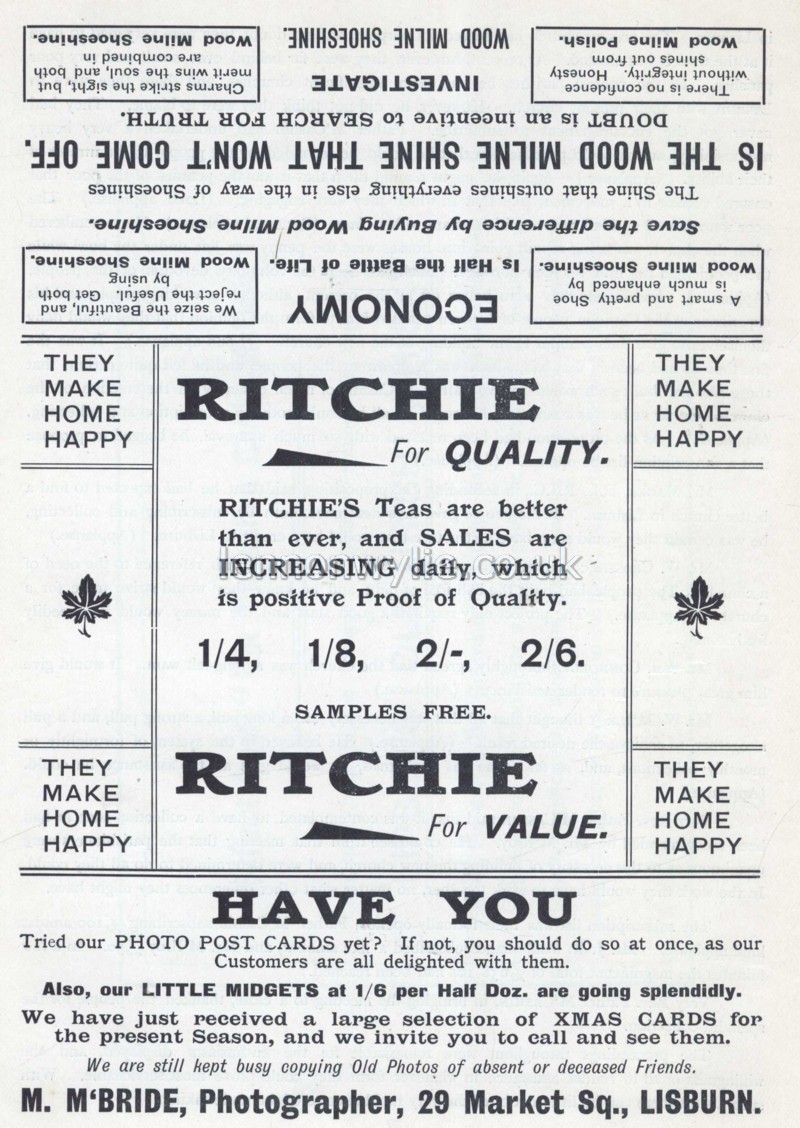 A smart and pretty Shoe
is much enhanced by
Wood Milne Shoeshine.
ECONOMY
Is Half the Battle of Life.
We seize the Beautiful, and
reject the Useful. Get both
by using
Wood Milne Shoeshine.
Save the difference by Buying Wood Milne Shoeshine.
The Shine that outshines everything else in the way of Shoeshines
IS THE WOOD MILNE SHINE THAT WON'T COME OFF.
DOUBT is an incentive to SEARCH FOR TRUTH.
There is no confidence
without integrity. Honesty
shines out from
Wood Milne Polish.
INVESTIGATE
WOOD MILNE SHOESHINE
Charms strike the sight, but
merit wins the soul, and both
are combined in
Wood Milne Shoeshine.
THEY
MAKE
HOME
HAPPY
RITCHIE
For QUALITY.
THEY
MAKE
HOME
HAPPY
RITCHIE'S Teas are better
than ever, and SALES are
INCREASING daily, which
is positive Proof of Quality.
lennonwylie.co.uk
1/4, 1/8, 2/-, 2/6.
SAMPLES FREE.
THEY
MAKE
HOME
HAPPY
RITCHIE
For VALUE.
THEY
MAKE
HOME
HAPPY
HAVE YOU
Tried our PHOTO POST CARDS yet? If not, you should do so at once, as our
Customers are all delighted with them.
Also, our LITTLE MIDGETS at 1/6 per Half Doz. are going splendidly.
We have just received a large selection of XMAS CARDS for
the present Season, and we invite you to call and see them.
We are still kept busy copying Old Photos of absent or deceased Friends.
M. M'BRIDE, Photographer, 29 Market Sq., LISBURN.